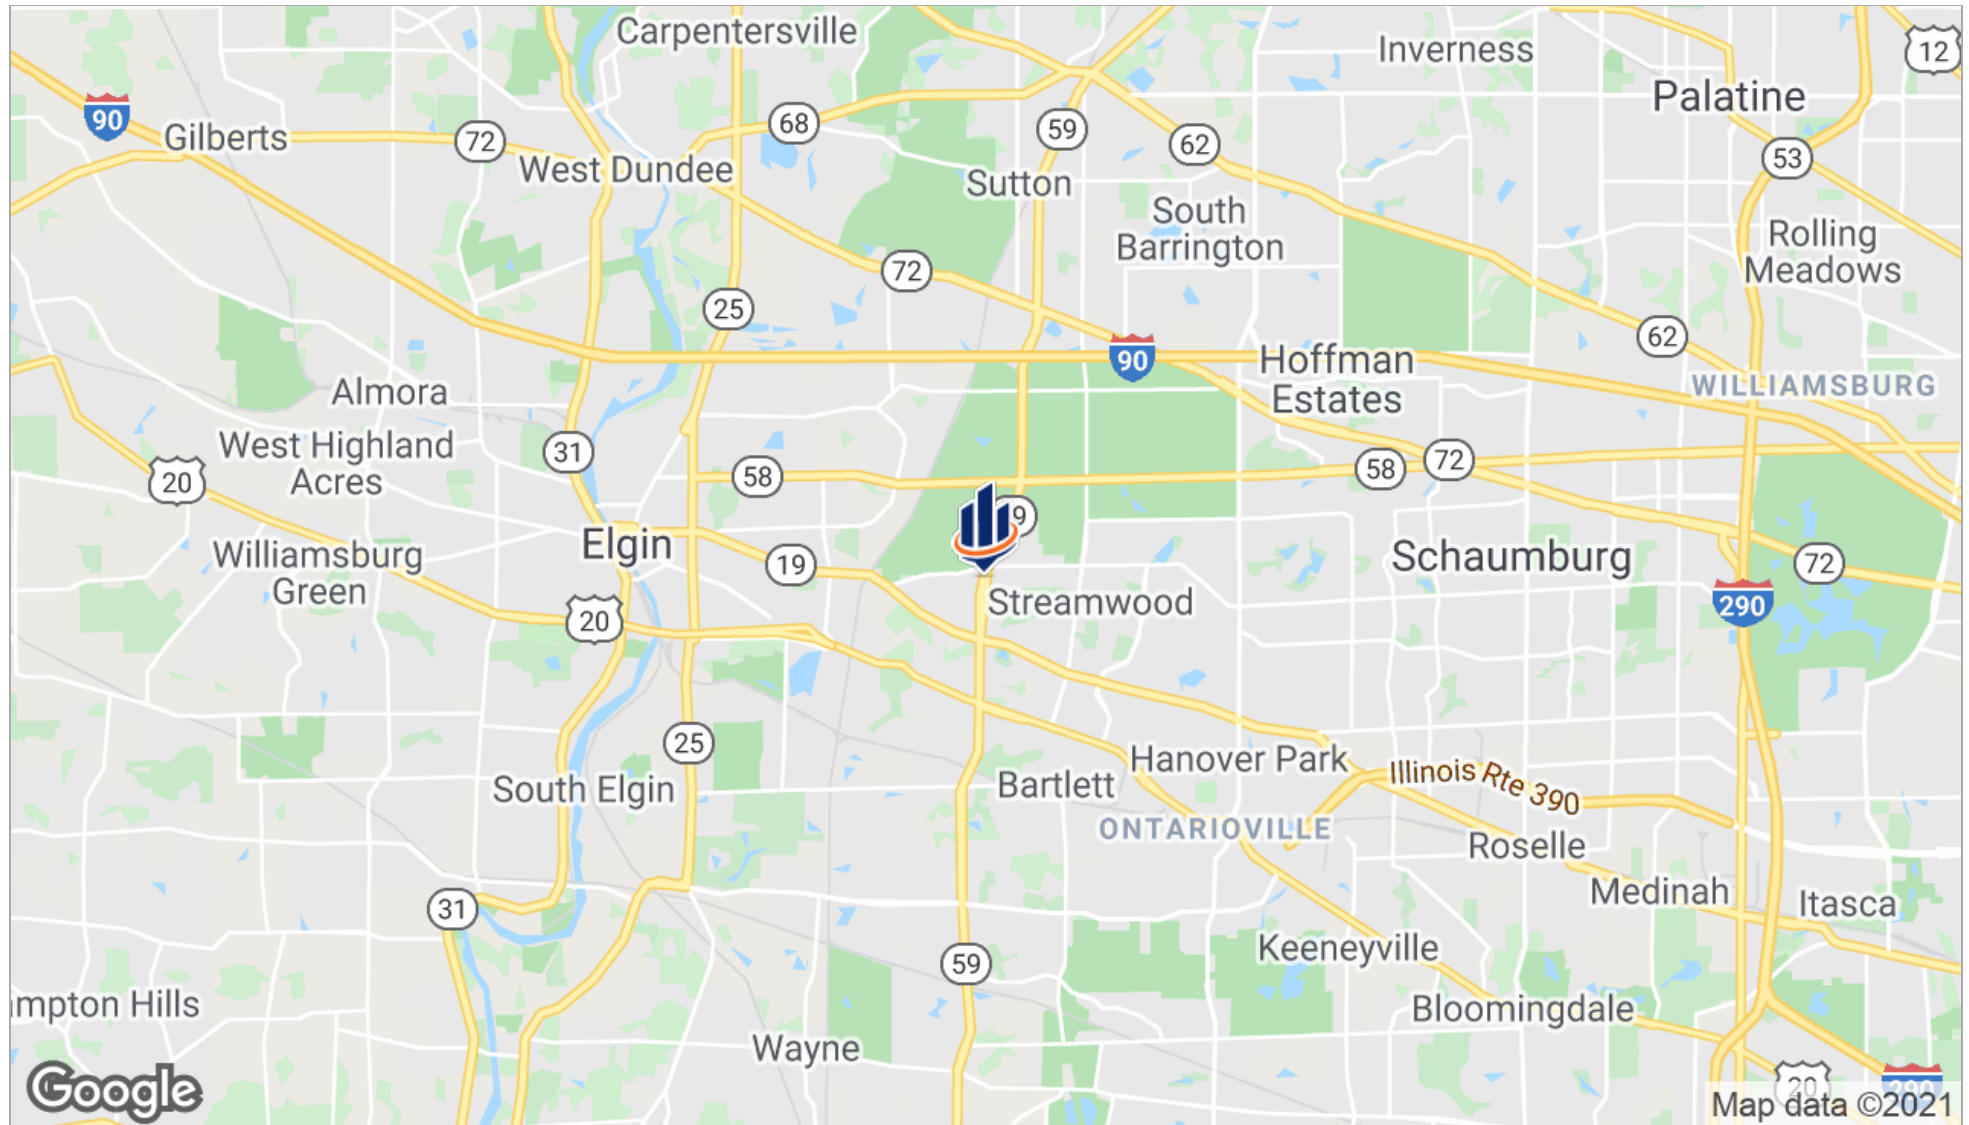 Carpentersville
Inverness
12
Palatine
90
Gilberts
72
68
59
62
53
West Dundee
Sutton
South
Barrington
Rolling
Meadows
72
25
62
90
Hoffman
Estates
WILLIAMSBURG
Almora
West Highland
Acres
31
20
58
58
72
9
Elgin
19
Schaumburg
72
Williamsburg
Green
20
Streamwood
290
25
South Elgin
Bartlett
Hanover Park
Illinois Rte 390
ONTARIOVILLE
Roselle
Medinah
Itasca
31
59
Keeneyville
Bloomingdale
mpton Hills
Wayne
20
290
Google
Map data ©2021